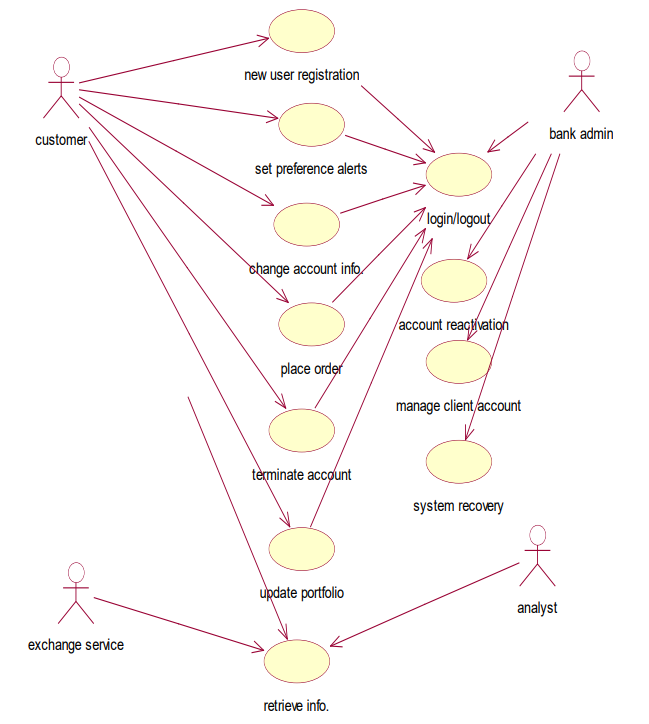 new user registration
customer
bank admin
set preference alerts
login/logout
change account info.
account reactivation
place order
manage client account
terminate account
system recovery
update portfolio
analyst
exchange service
retrieve info.